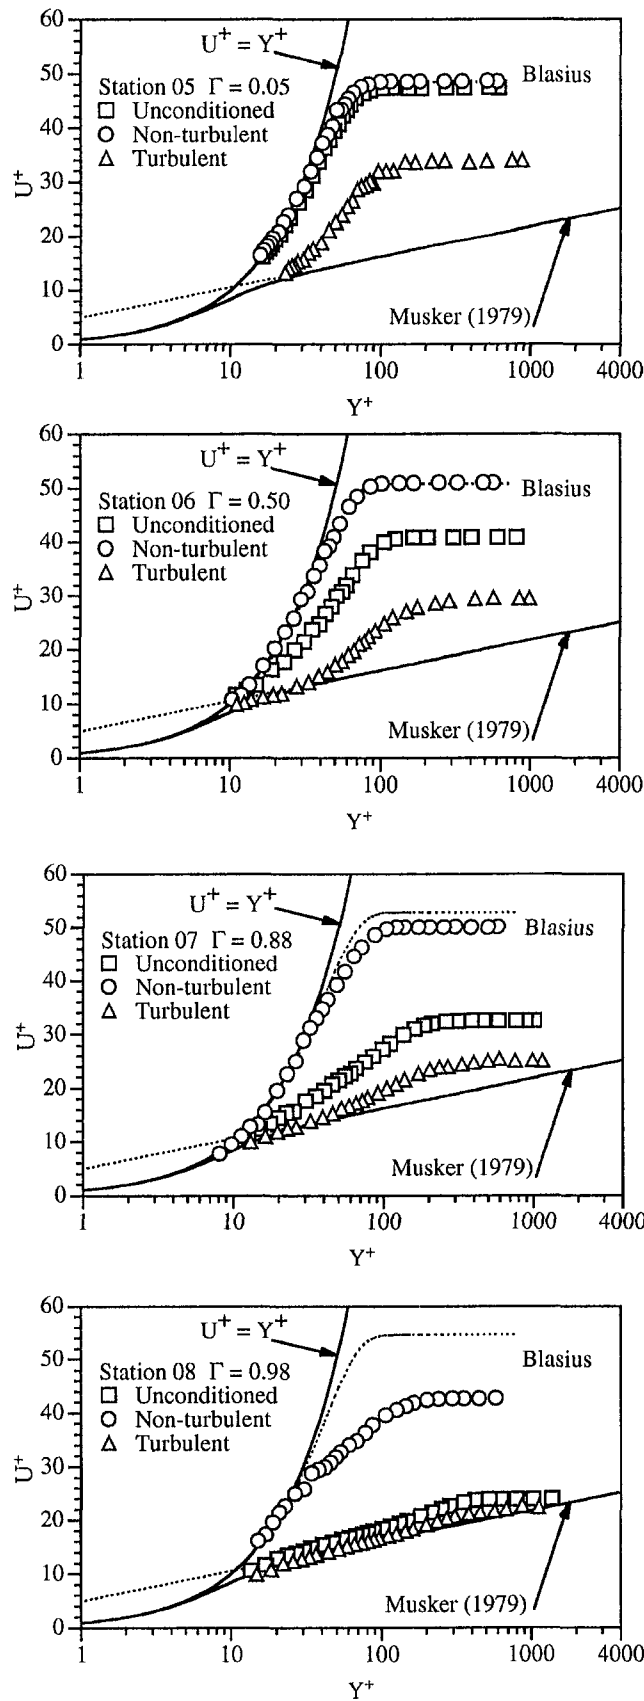 60
U+ = Y+
Blasius
50
Station 05 Γ = 0.05
Unconditioned
40
Non-turbulent
Turbulent
30
U+
20
10
Musker (1979)
0
1 10 100 1000 4000
Y+
60
U+ = Y+
50
Blasius
Station 06 Γ = 0.50
Unconditioned
40
Non-turbulent
Turbulent
30
U+
20
10
Musker (1979)
0
1 10 100 1000 4000
Y+
60
U+ = Y+
50
Blasius
Station 07 Γ = 0.88
Unconditioned
40
Non-turbulent
Turbulent
30
U+
20
10
Musker (1979)
0
1 10 100 1000 4000
Y+
60
U+ = Y+
50
Blasius
Station 08 Γ = 0.98
Unconditioned
40
Non-turbulent
Turbulent
30
U+
20
10
Musker (1979)
0
1 10 100 1000 4000
Y+